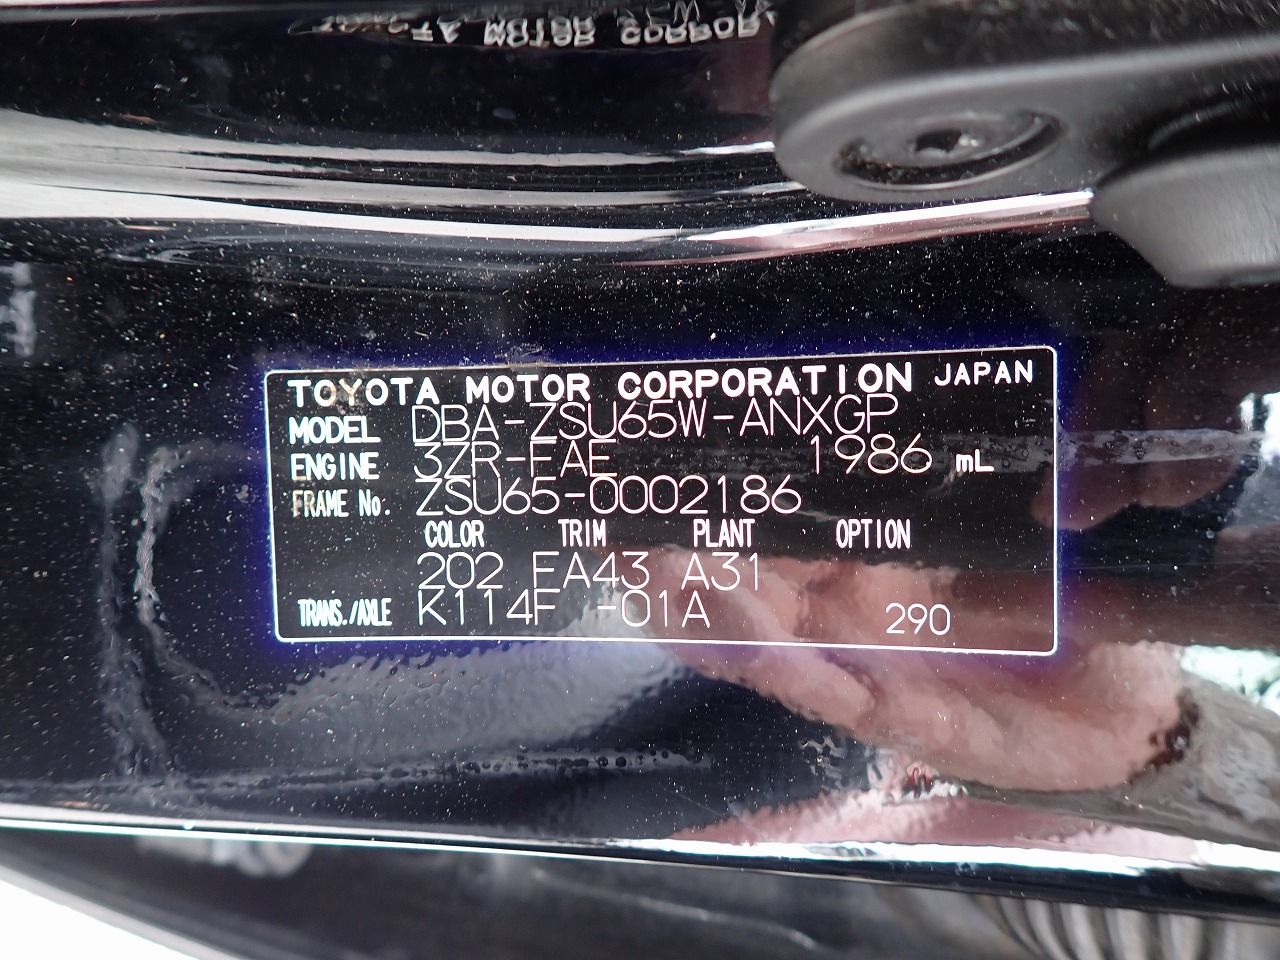 TOYOTA MOTOR CORPORATION JAPAN
MODEL DBA-ZSU65W-ANXGP
ENGINE 3ZR-FAE 1986 mL
FRAME No. ZSU65-0002186
COLOR TRIM PLANT OPTION
202 FA43 A31
TRANS./AXLE K114F -01A 290